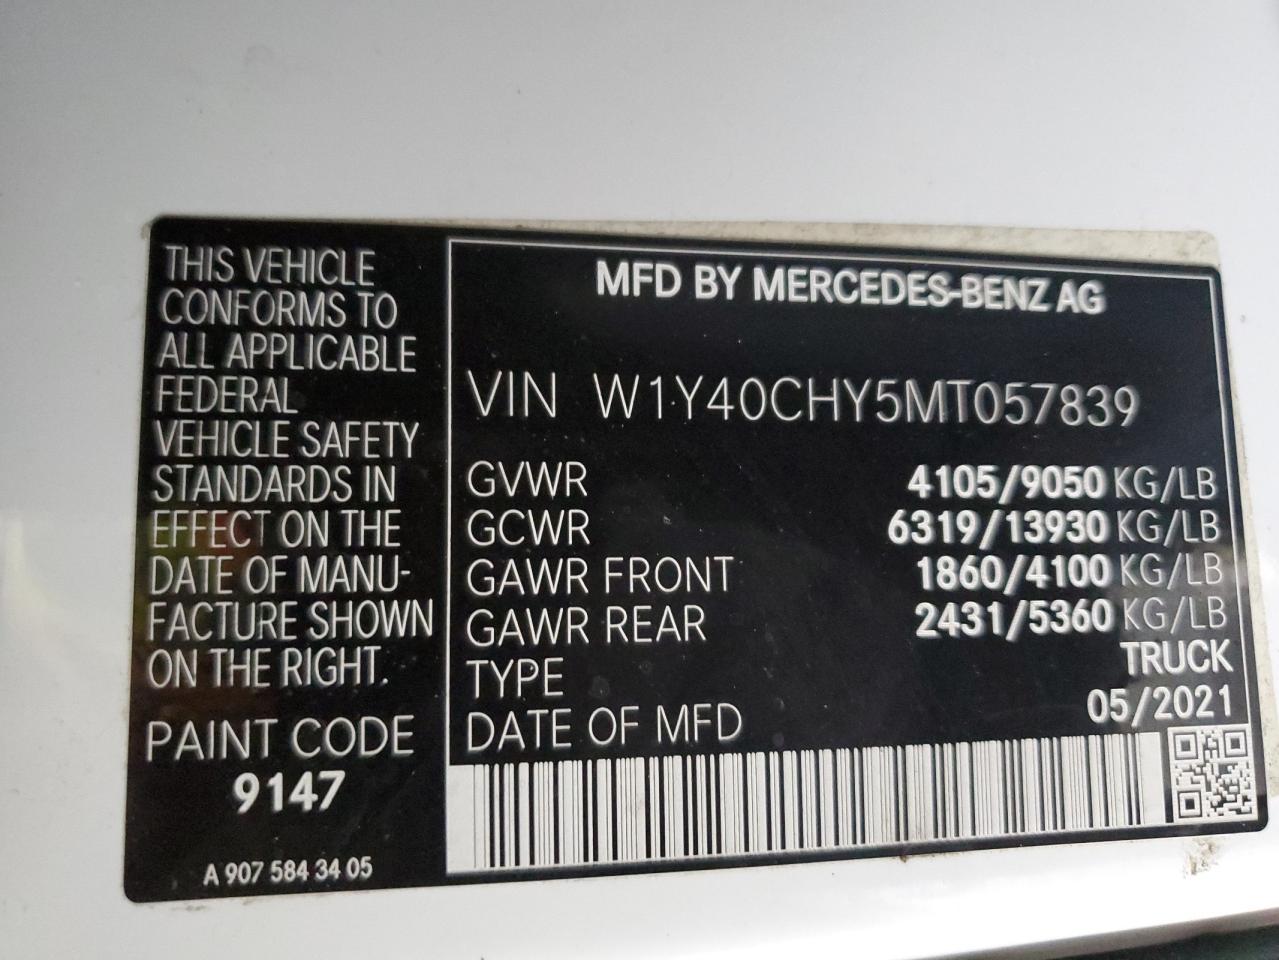 THIS VEHICLE
CONFORMS TO
ALL APPLICABLE
FEDERAL
VEHICLE SAFETY
STANDARDS IN
EFFECT ON THE
DATE OF MANU-
FACTURE SHOWN
ON THE RIGHT.
PAINT CODE
9147
A 907 584 34 05
MFD BY MERCEDES-BENZ AG
VIN W1Y40CHY5MT057839
GVWR 4105/9050 KG/LB
GCWR 6319/13930 KG/LB
GAWR FRONT 1860/4100 KG/LB
GAWR REAR 2431/5360 KG/LB
TYPE TRUCK
DATE OF MFD 05/2021